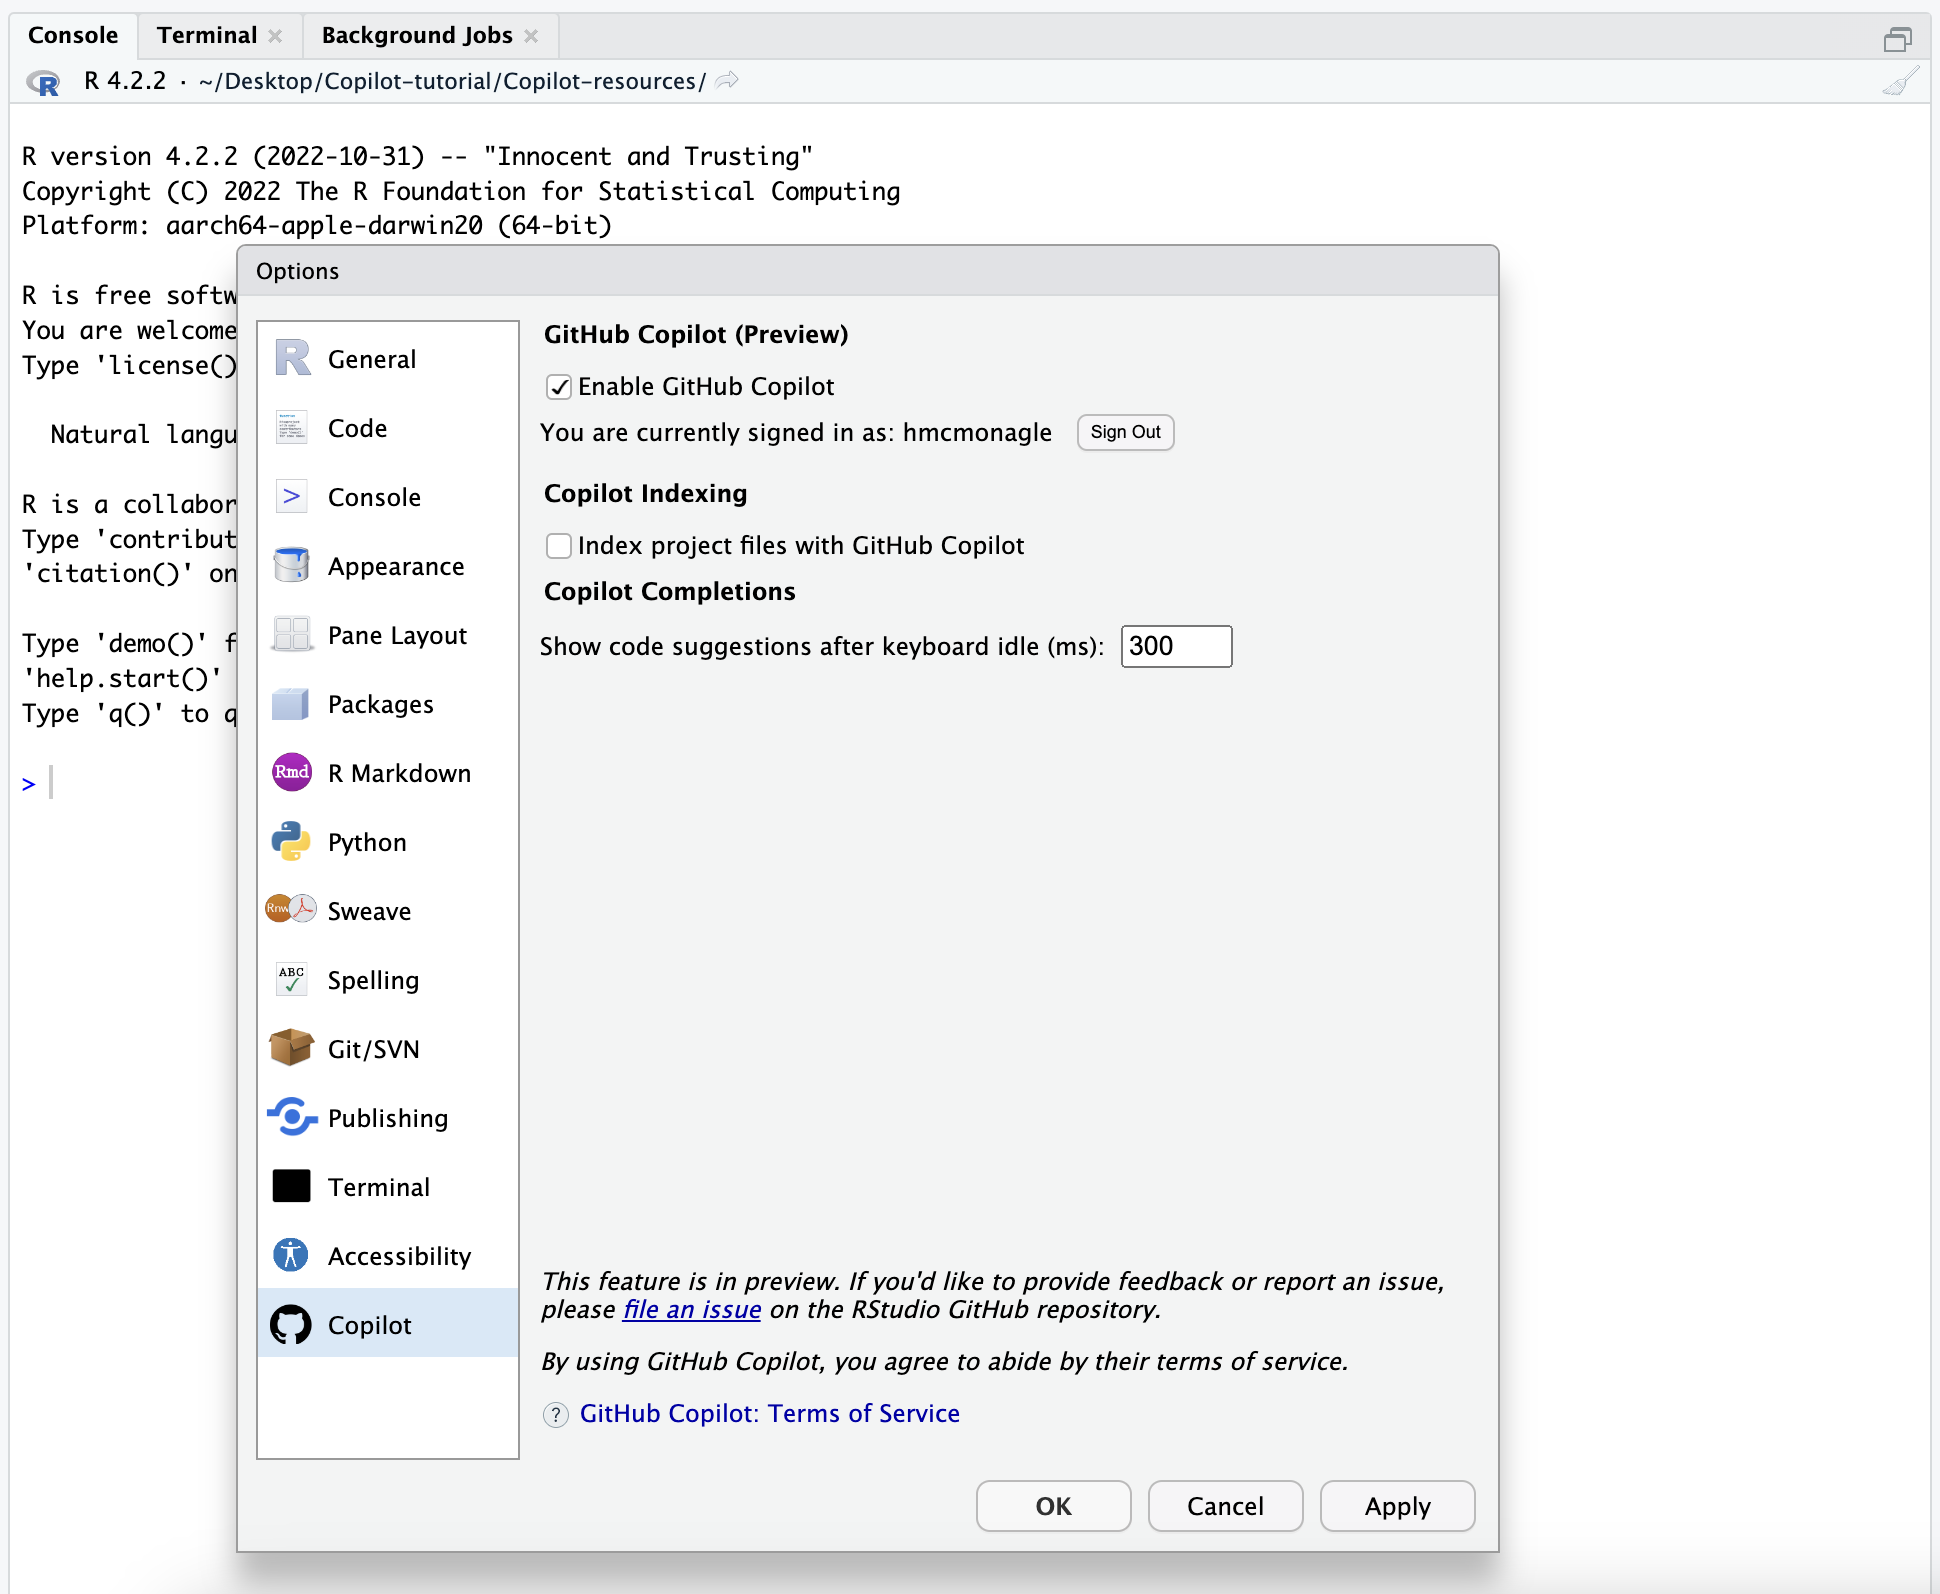 Console Terminal × Background Jobs ×
R 4.2.2 · ~/Desktop/Copilot-tutorial/Copilot-resources/
R version 4.2.2 (2022-10-31) -- "Innocent and Trusting"
Copyright (C) 2022 The R Foundation for Statistical Computing
Platform: aarch64-apple-darwin20 (64-bit)
R is free softw
You are welcome
Type 'license()
Natural langu
R is a collabor
Type 'contribut
'citation()' on
Type 'demo()' f
'help.start()'
Type 'q()' to q
>
Options
General
Code
> Console
Appearance
Pane Layout
Packages
Rmd R Markdown
Python
Rnw Sweave
ABC Spelling
Git/SVN
Publishing
Terminal
Accessibility
Copilot
GitHub Copilot (Preview)
Enable GitHub Copilot
You are currently signed in as: hmcmonagle Sign Out
Copilot Indexing
Index project files with GitHub Copilot
Copilot Completions
Show code suggestions after keyboard idle (ms): 300
This feature is in preview. If you'd like to provide feedback or report an issue,
please file an issue on the RStudio GitHub repository.
By using GitHub Copilot, you agree to abide by their terms of service.
? GitHub Copilot: Terms of Service
OK Cancel Apply